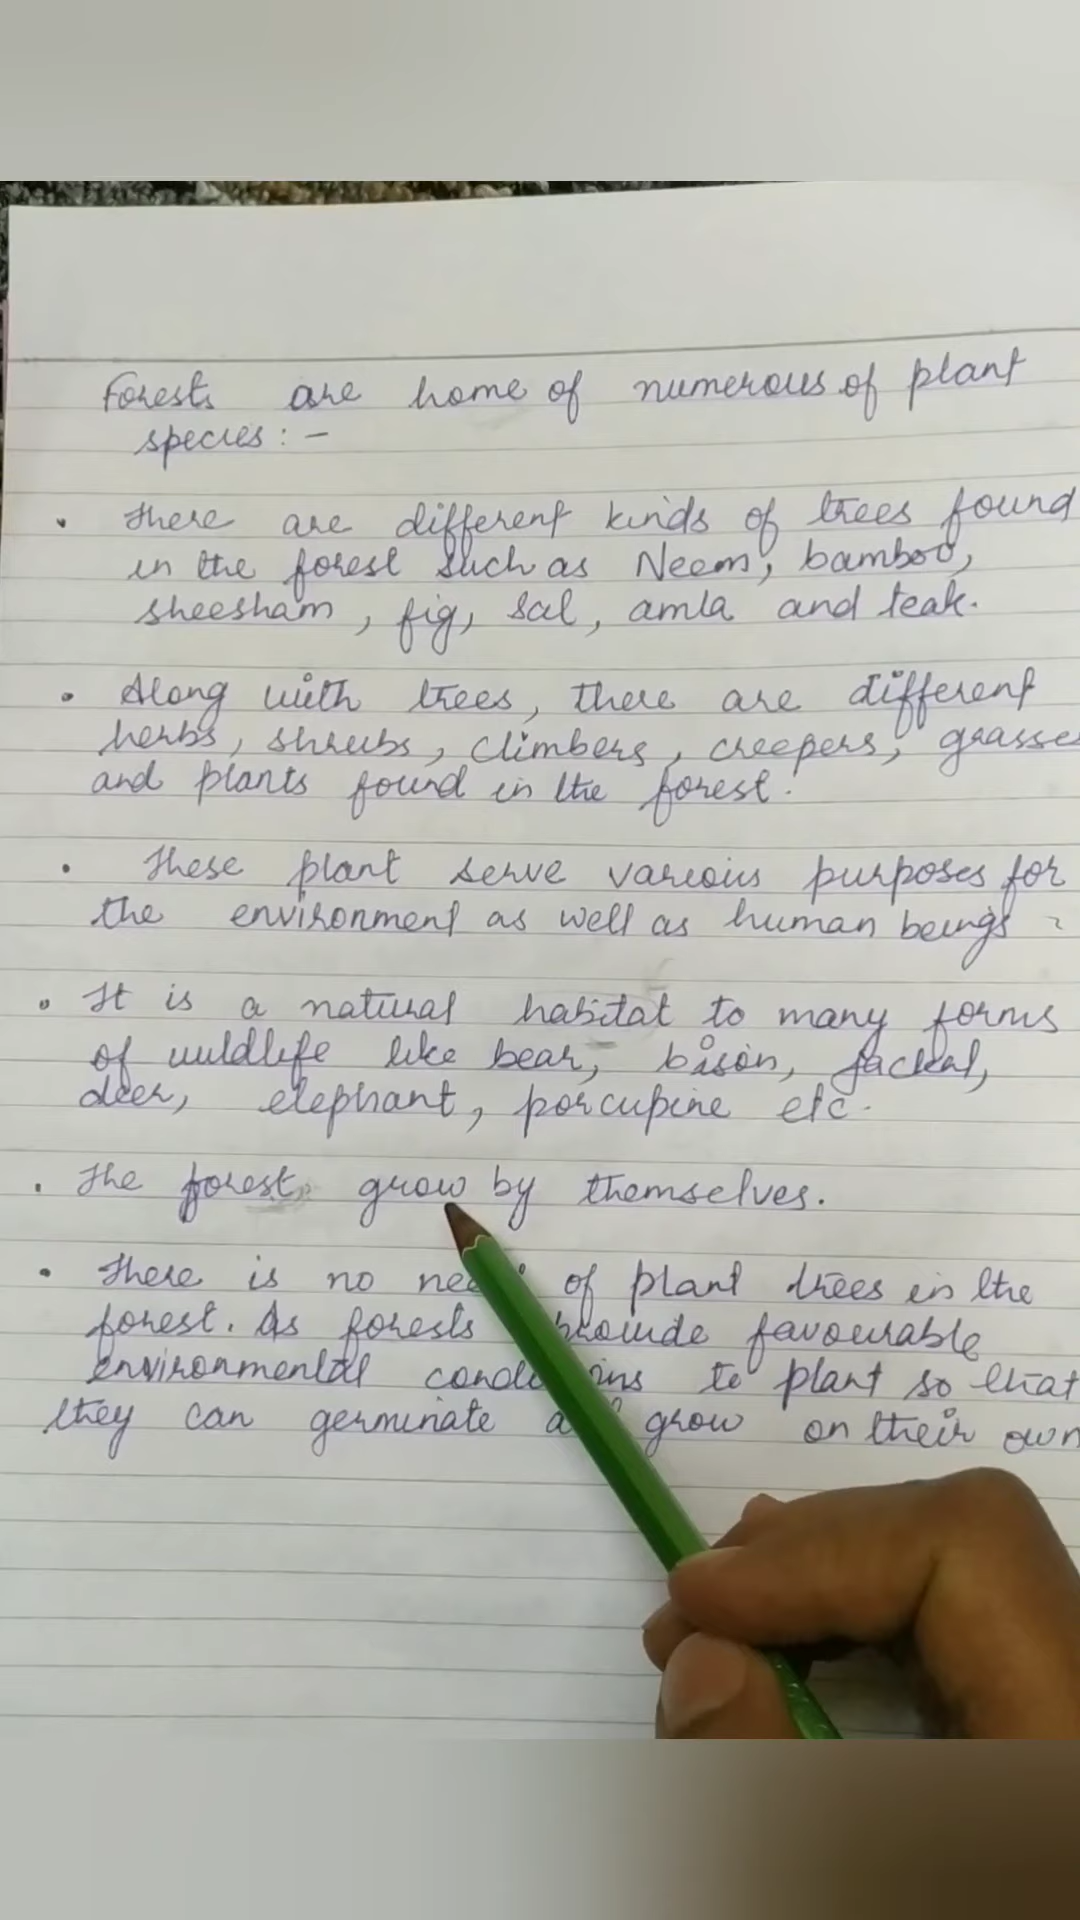 Forests are home of numerous of plant
species : -
. There are different kinds of trees found
in the forest such as Neem, bamboo,
sheesham, fig, sal, amla and teak.
. Along with trees, there are different
herbs, shrubs, climbers, creepers, grasses
and plants found in the forest.
. These plant serve various purposes for
the environment as well as human beings
. It is a natural habitat to many forms
of wildlife like bear, bison, jackal,
deer, elephant, porcupine etc.
. The forest grow by themselves.
. There is no need of plant trees in the
forest. As forests provide favourable
environmental conditions to plant so that
they can germinate and grow on their own